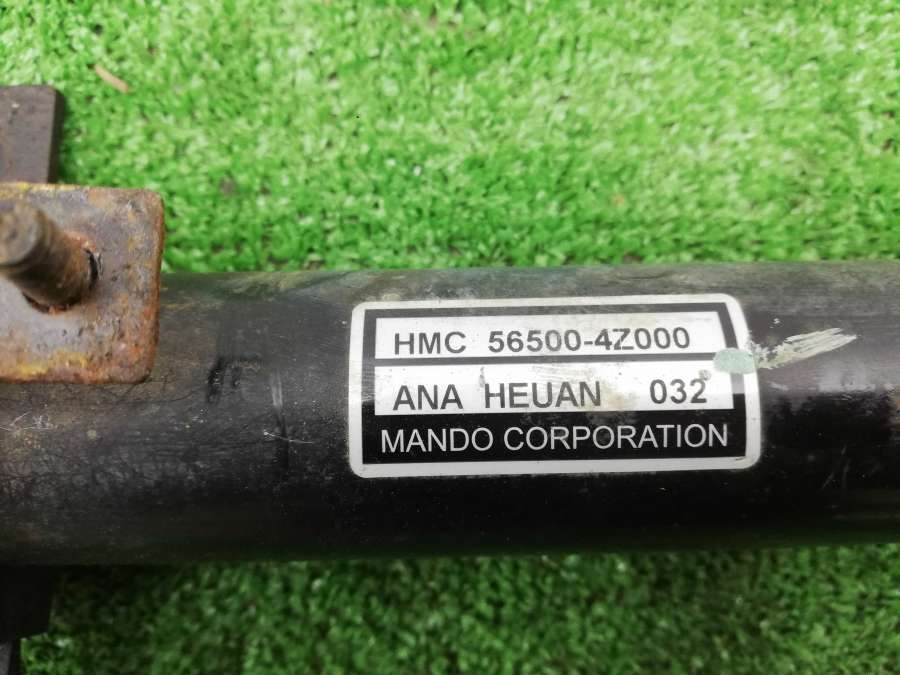 HMC 56500-4Z000
ANA HEUAN 032
MANDO CORPORATION